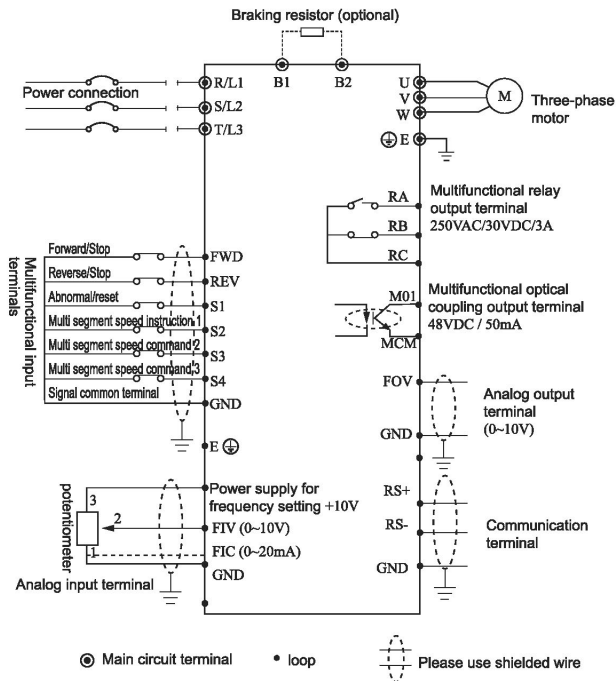 Braking resistor (optional)
B1
B2
Power connection
R/L1
S/L2
T/L3
U
V
W
M
Three-phase
motor
E
RA
RB
RC
Multifunctional relay
output terminal
250VAC/30VDC/3A
Multifunctional input
terminals
Forward/Stop
FWD
Reverse/Stop
REV
Abnormal/reset
S1
Multi segment speed instruction 1
S2
Multi segment speed command 2
S3
Multi segment speed command 3
S4
Signal common terminal
GND
E
M01
MCM
Multifunctional optical
coupling output terminal
48VDC / 50mA
FOV
GND
Analog output
terminal
(0~10V)
RS+
RS-
GND
Communication
terminal
potentiometer
3
2
1
Power supply for
frequency setting +10V
FIV (0~10V)
FIC (0~20mA)
GND
Analog input terminal
Main circuit terminal
loop
Please use shielded wire